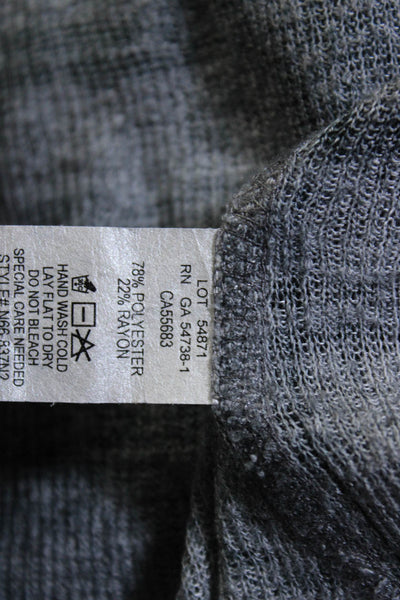 LOT 54871
RN GA 54738-1
CA55683
78% POLYESTER
22% RAYON
HAND WASH COLD
LAY FLAT TO DRY
DO NOT BLEACH
SPECIAL CARE NEEDED